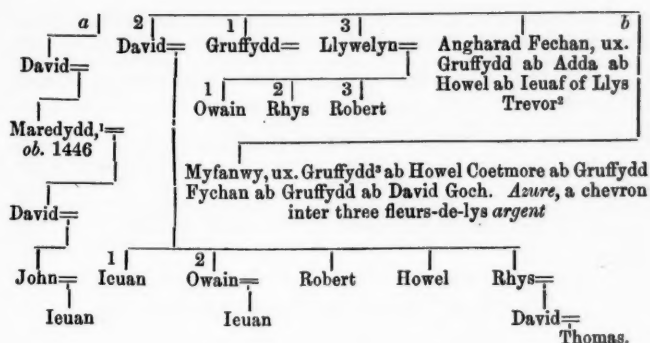 a 2 1 3 b
David= Gruffydd= Llywelyn= Angharad Fechan, ux.
David= Gruffydd ab Adda ab
1 2 3 Howel ab Ieuaf of Llys
Owain Rhys Robert Trevor²
Maredydd,¹=
ob. 1446
Myfanwy, ux. Gruffydd³ ab Howel Coetmore ab Gruffydd
Fychan ab Gruffydd ab David Goch. Azure, a chevron
inter three fleurs-de-lys argent
David=
1 2
John= Icuan Owain= Robert Howel Rhys=
Ieuan Ieuan David=
Thomas.